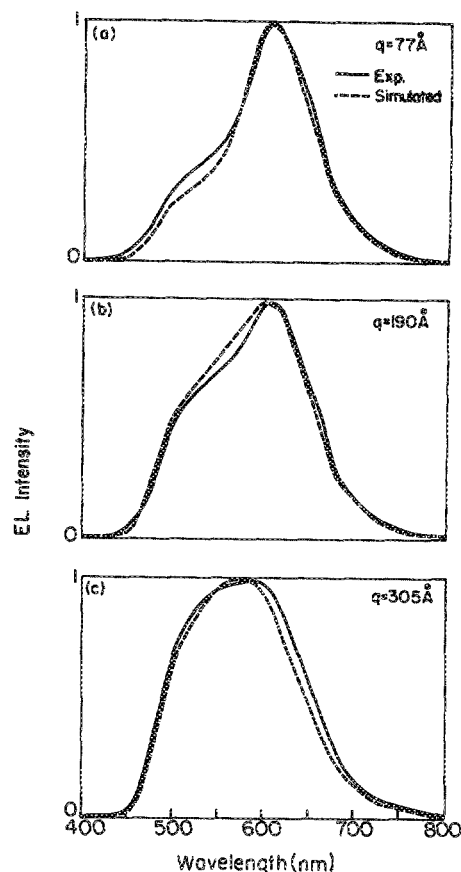 1
(a)
q=77Å
Exp.
Simulated
0
1
(b)
q=190Å
0
EL. Intensity
1
(c)
q=305Å
0
400 500 600 700 800
Wavelength(nm)